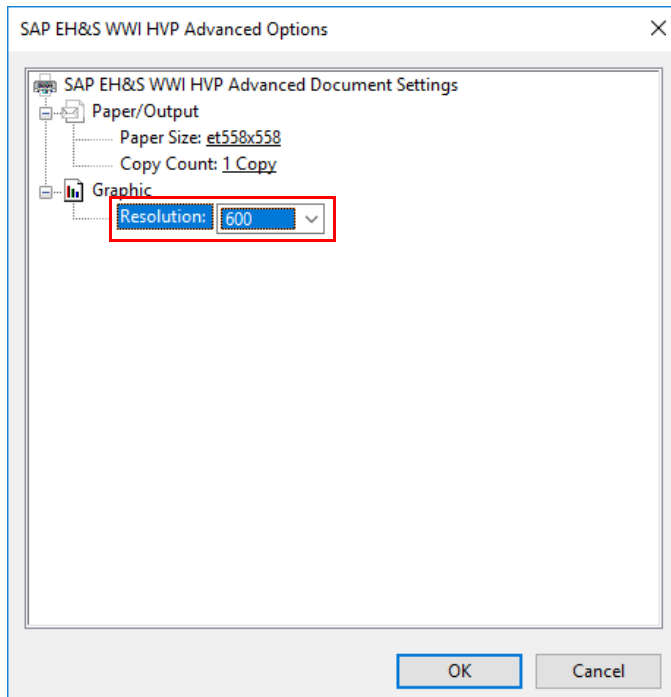 SAP EH&S WWI HVP Advanced Options
SAP EH&S WWI HVP Advanced Document Settings
Paper/Output
Paper Size: et558x558
Copy Count: 1 Copy
Graphic
Resolution: 600
OK Cancel